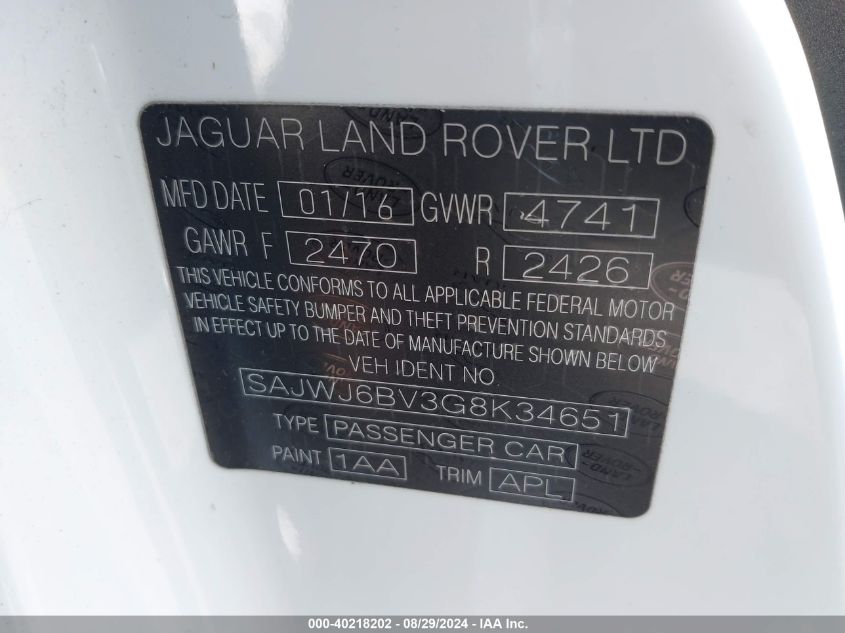 JAGUAR LAND ROVER LTD
MFD DATE 01/16 GVWR 4741
GAWR F 2470 R 2426
THIS VEHICLE CONFORMS TO ALL APPLICABLE FEDERAL MOTOR
VEHICLE SAFETY BUMPER AND THEFT PREVENTION STANDARDS
IN EFFECT UP TO THE DATE OF MANUFACTURE SHOWN BELOW
VEH IDENT NO.
SAJWJ6BV3G8K34651
TYPE PASSENGER CAR
PAINT 1AA TRIM APL
000-40218202 - 08/29/2024 - IAA Inc.